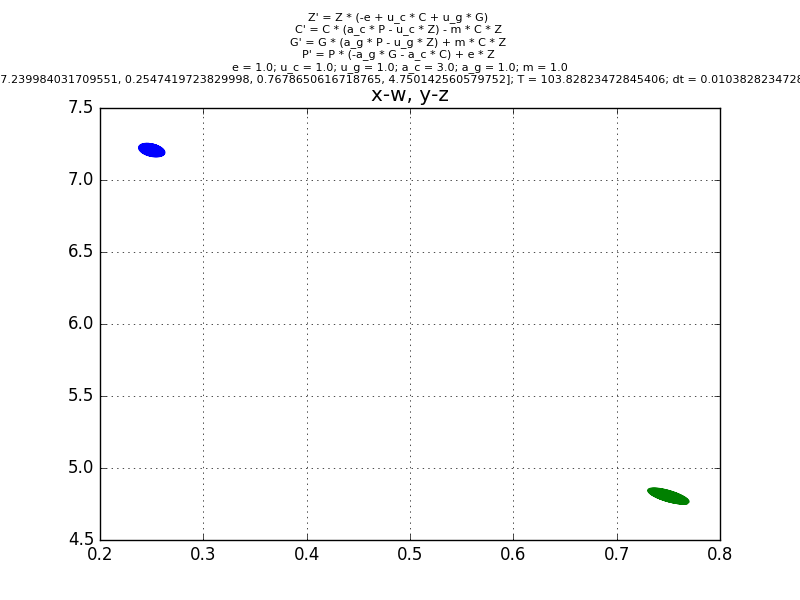 Z' = Z * (-e + u_c * C + u_g * G)
C' = C * (a_c * P - u_c * Z) - m * C * Z
G' = G * (a_g * P - u_g * Z) + m * C * Z
P' = P * (-a_g * G - a_c * C) + e * Z
e = 1.0; u_c = 1.0; u_g = 1.0; a_c = 3.0; a_g = 1.0; m = 1.0
7.239984031709551, 0.2547419723829998, 0.7678650616718765, 4.750142560579752]; T = 103.82823472845406; dt = 0.0103828234728
x-w, y-z
7.5
7.0
6.5
6.0
5.5
5.0
4.5
0.2 0.3 0.4 0.5 0.6 0.7 0.8